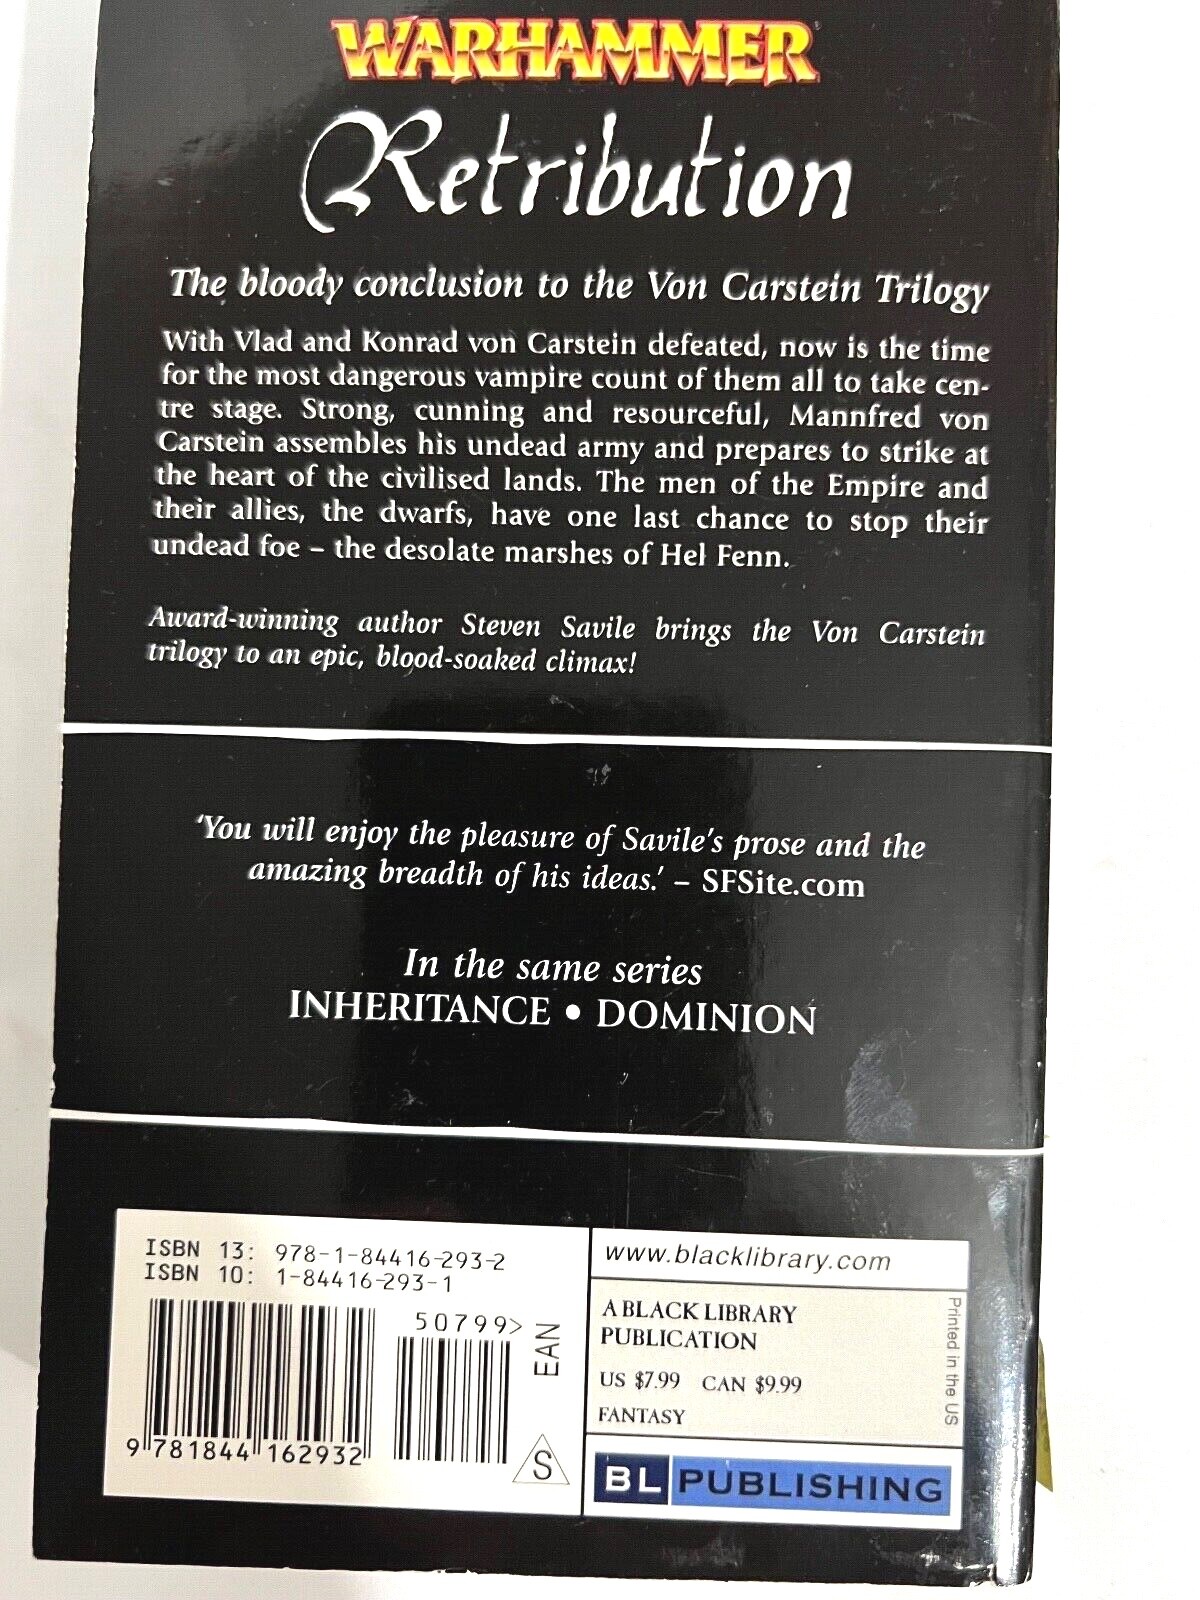 WARHAMMER
Retribution
The bloody conclusion to the Von Carstein Trilogy
With Vlad and Konrad von Carstein defeated, now is the time
for the most dangerous vampire count of them all to take cen-
tre stage. Strong, cunning and resourceful, Mannfred von
Carstein assembles his undead army and prepares to strike at
the heart of the civilised lands. The men of the Empire and
their allies, the dwarfs, have one last chance to stop their
undead foe – the desolate marshes of Hel Fenn.
Award-winning author Steven Savile brings the Von Carstein
trilogy to an epic, blood-soaked climax!
'You will enjoy the pleasure of Savile's prose and the
amazing breadth of his ideas.' – SFSite.com
In the same series
INHERITANCE • DOMINION
ISBN 13: 978-1-84416-293-2
ISBN 10: 1-84416-293-1
50799>
EAN
9 781844 162932
S
www.blacklibrary.com
A BLACK LIBRARY
PUBLICATION
US $7.99 CAN $9.99
FANTASY
Printed in the US
BL PUBLISHING